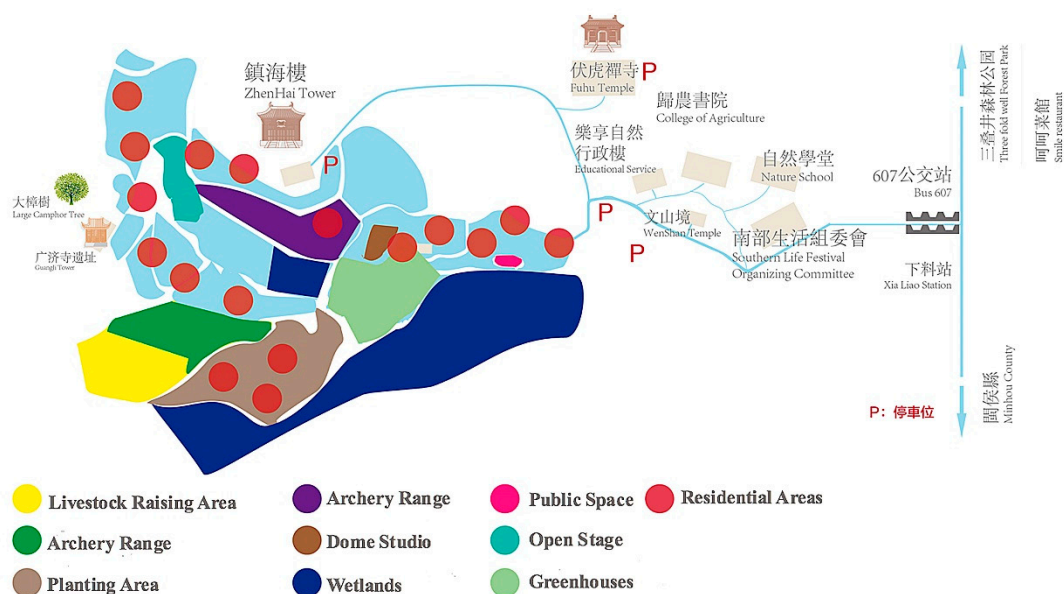 鎮海樓
ZhenHai Tower
P
伏虎禪寺
Fuhu Temple
P
歸農書院
College of Agriculture
樂享自然
行政樓
Educational Service
自然學堂
Nature School
607公交站
Bus 607
三叠井森林公园
Three fold well Forest Park
阿阿菜館
Smile restaurant
大樟樹
Large Camphor Tree
广济寺遗址
Guangh Tower
P
文山境
WenShan Temple
P
南部生活組委會
Southern Life Festival
Organizing Committee
下料站
Xia Liao Station
閩侯縣
Minhou County
P：停車位
Livestock Raising Area
Archery Range
Public Space
Residential Areas
Archery Range
Dome Studio
Open Stage
Planting Area
Wetlands
Greenhouses